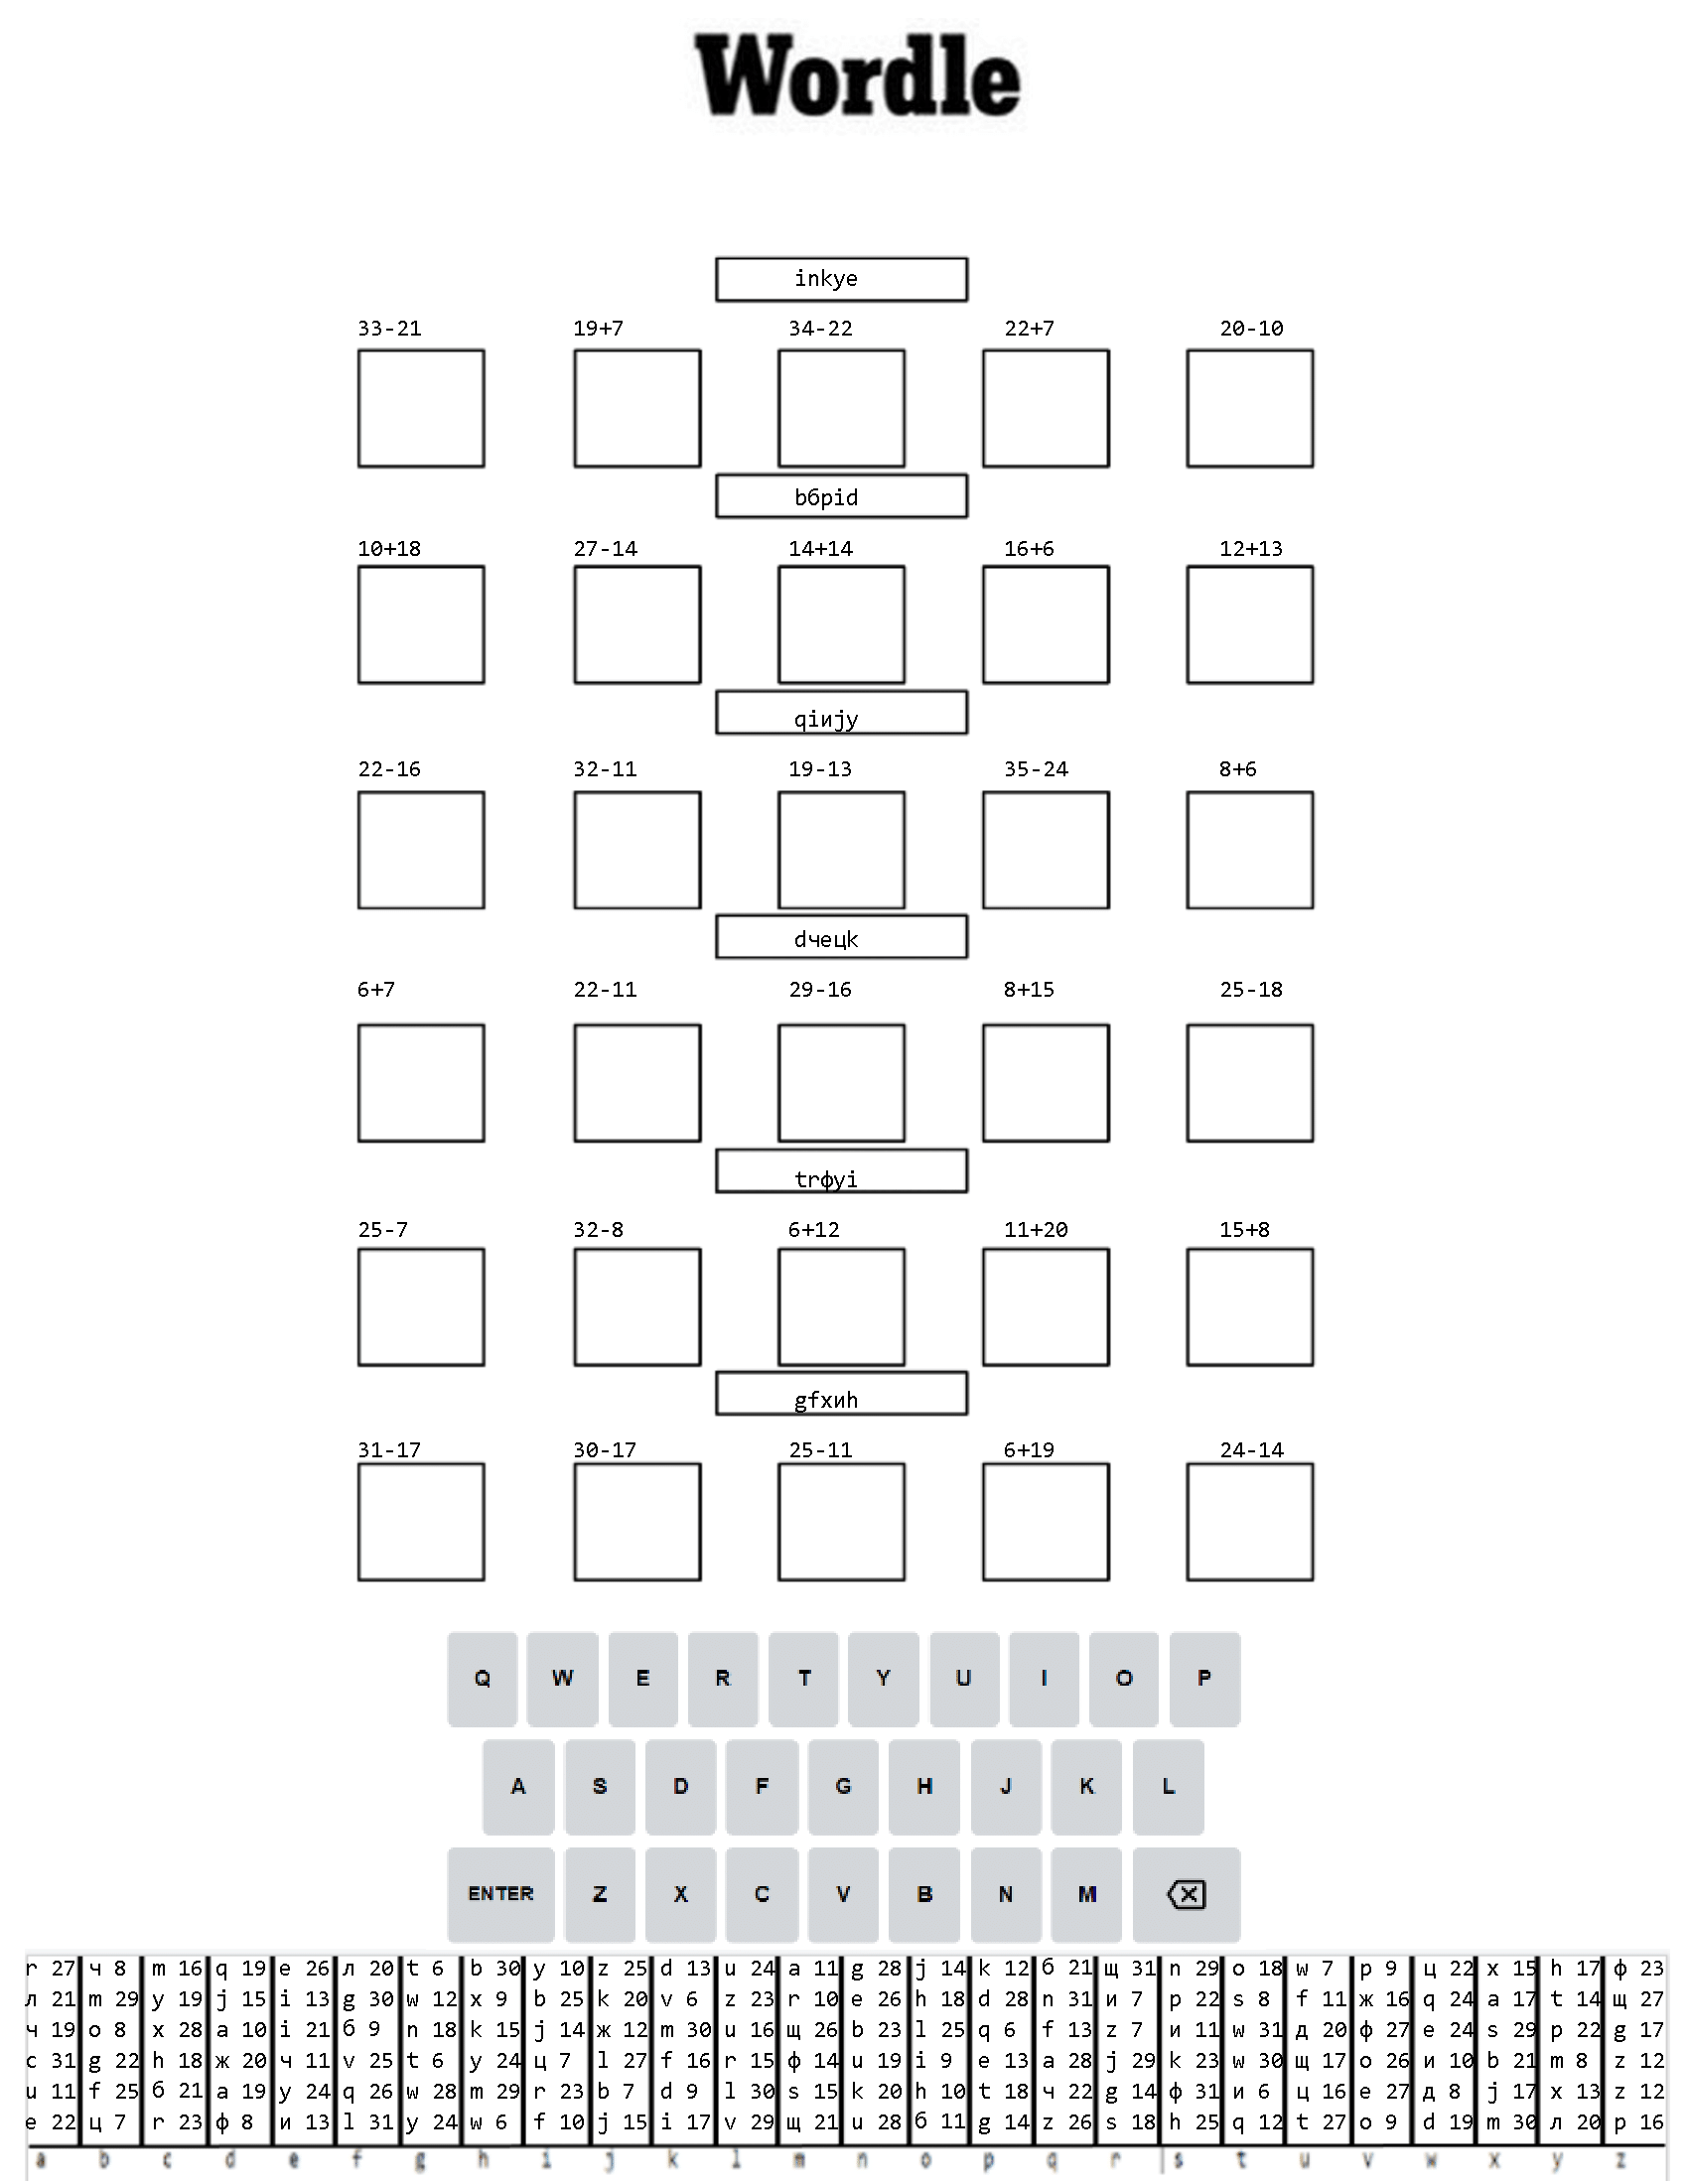 Wordle
inkye
33-21 19+7 34-22 22+7 20-10
bбpid
10+18 27-14 14+14 16+6 12+13
qiиjy
22-16 32-11 19-13 35-24 8+6
dчeцk
6+7 22-11 29-16 8+15 25-18
trфyi
25-7 32-8 6+12 11+20 15+8
gfxиh
31-17 30-17 25-11 6+19 24-14
Q W E R T Y U I O P
A S D F G H J K L
ENTER Z X C V B N M
r 27 ч 8 m 16 q 19 e 26 л 20 t 6 b 30 y 10 z 25 d 13 u 24 a 11 g 28 j 14 k 12 б 21 щ 31 n 29 o 18 w 7 p 9 ц 22 x 15 h 17 ф 23
л 21 m 29 y 19 j 15 i 13 g 30 w 12 x 9 b 25 k 20 v 6 z 23 r 10 e 26 h 18 d 28 n 31 и 7 p 22 s 8 f 11 ж 16 q 24 a 17 t 14 щ 27
ч 19 o 8 x 28 a 10 i 21 б 9 n 18 k 15 j 14 ж 12 m 30 u 16 щ 26 b 23 l 25 q 6 f 13 z 7 и 11 w 31 д 20 ф 27 e 24 s 29 p 22 g 17
c 31 g 22 h 18 ж 20 ч 11 v 25 t 6 y 24 ц 7 l 27 f 16 r 15 ф 14 u 19 i 9 e 13 a 28 j 29 k 23 w 30 щ 17 o 26 и 10 b 21 m 8 z 12
u 11 f 25 б 21 a 19 y 24 q 26 w 28 m 29 r 23 b 7 d 9 l 30 s 15 k 20 h 10 t 18 ч 22 g 14 ф 31 и 6 ц 16 e 27 д 8 j 17 x 13 z 12
e 22 ц 7 r 23 ф 8 и 13 l 31 y 24 w 6 f 10 j 15 i 17 v 29 щ 21 u 28 б 11 g 14 z 26 s 18 h 25 q 12 t 27 o 9 d 19 m 30 л 20 p 16
a b c d e f g h i j k l m n o p q r s t u v w x y z